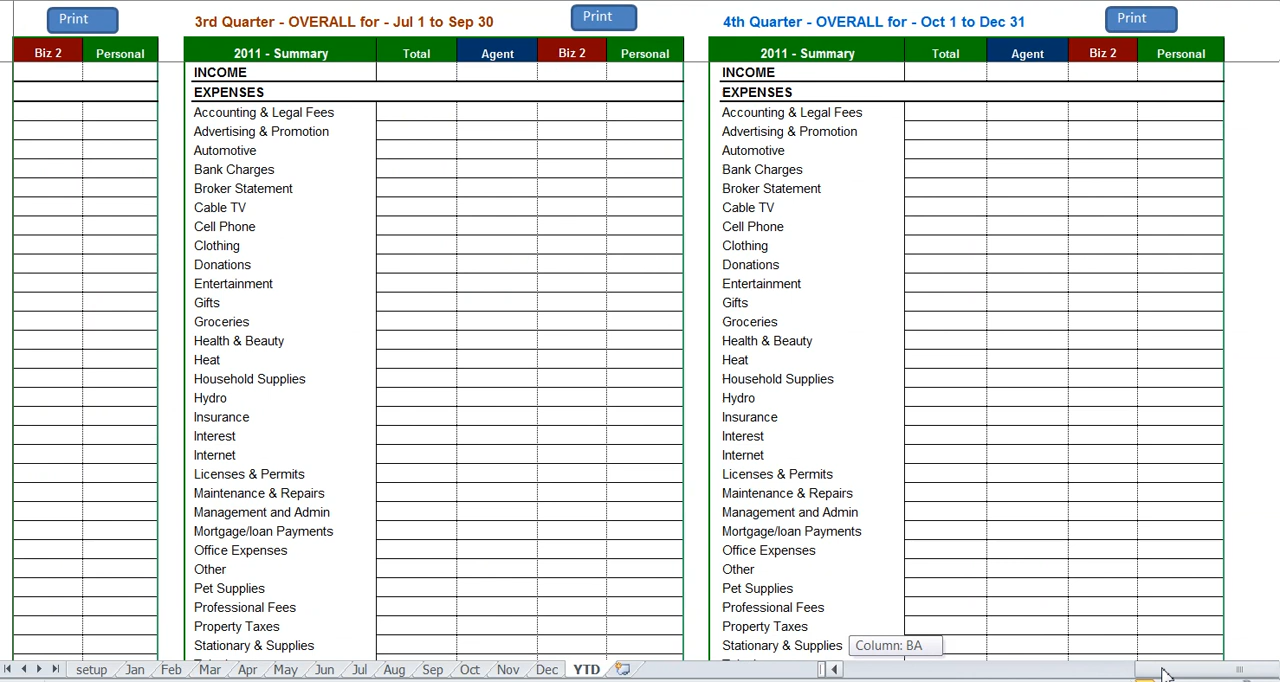 Print 3rd Quarter - OVERALL for - Jul 1 to Sep 30 Print 4th Quarter - OVERALL for - Oct 1 to Dec 31 Print
Biz 2 Personal 2011 - Summary Total Agent Biz 2 Personal 2011 - Summary Total Agent Biz 2 Personal
INCOME INCOME
EXPENSES EXPENSES
Accounting & Legal Fees Accounting & Legal Fees
Advertising & Promotion Advertising & Promotion
Automotive Automotive
Bank Charges Bank Charges
Broker Statement Broker Statement
Cable TV Cable TV
Cell Phone Cell Phone
Clothing Clothing
Donations Donations
Entertainment Entertainment
Gifts Gifts
Groceries Groceries
Health & Beauty Health & Beauty
Heat Heat
Household Supplies Household Supplies
Hydro Hydro
Insurance Insurance
Interest Interest
Internet Internet
Licenses & Permits Licenses & Permits
Maintenance & Repairs Maintenance & Repairs
Management and Admin Management and Admin
Mortgage/loan Payments Mortgage/loan Payments
Office Expenses Office Expenses
Other Other
Pet Supplies Pet Supplies
Professional Fees Professional Fees
Property Taxes Property Taxes
Stationary & Supplies Stationary & Supplies Column: BA
setup Jan Feb Mar Apr May Jun Jul Aug Sep Oct Nov Dec YTD